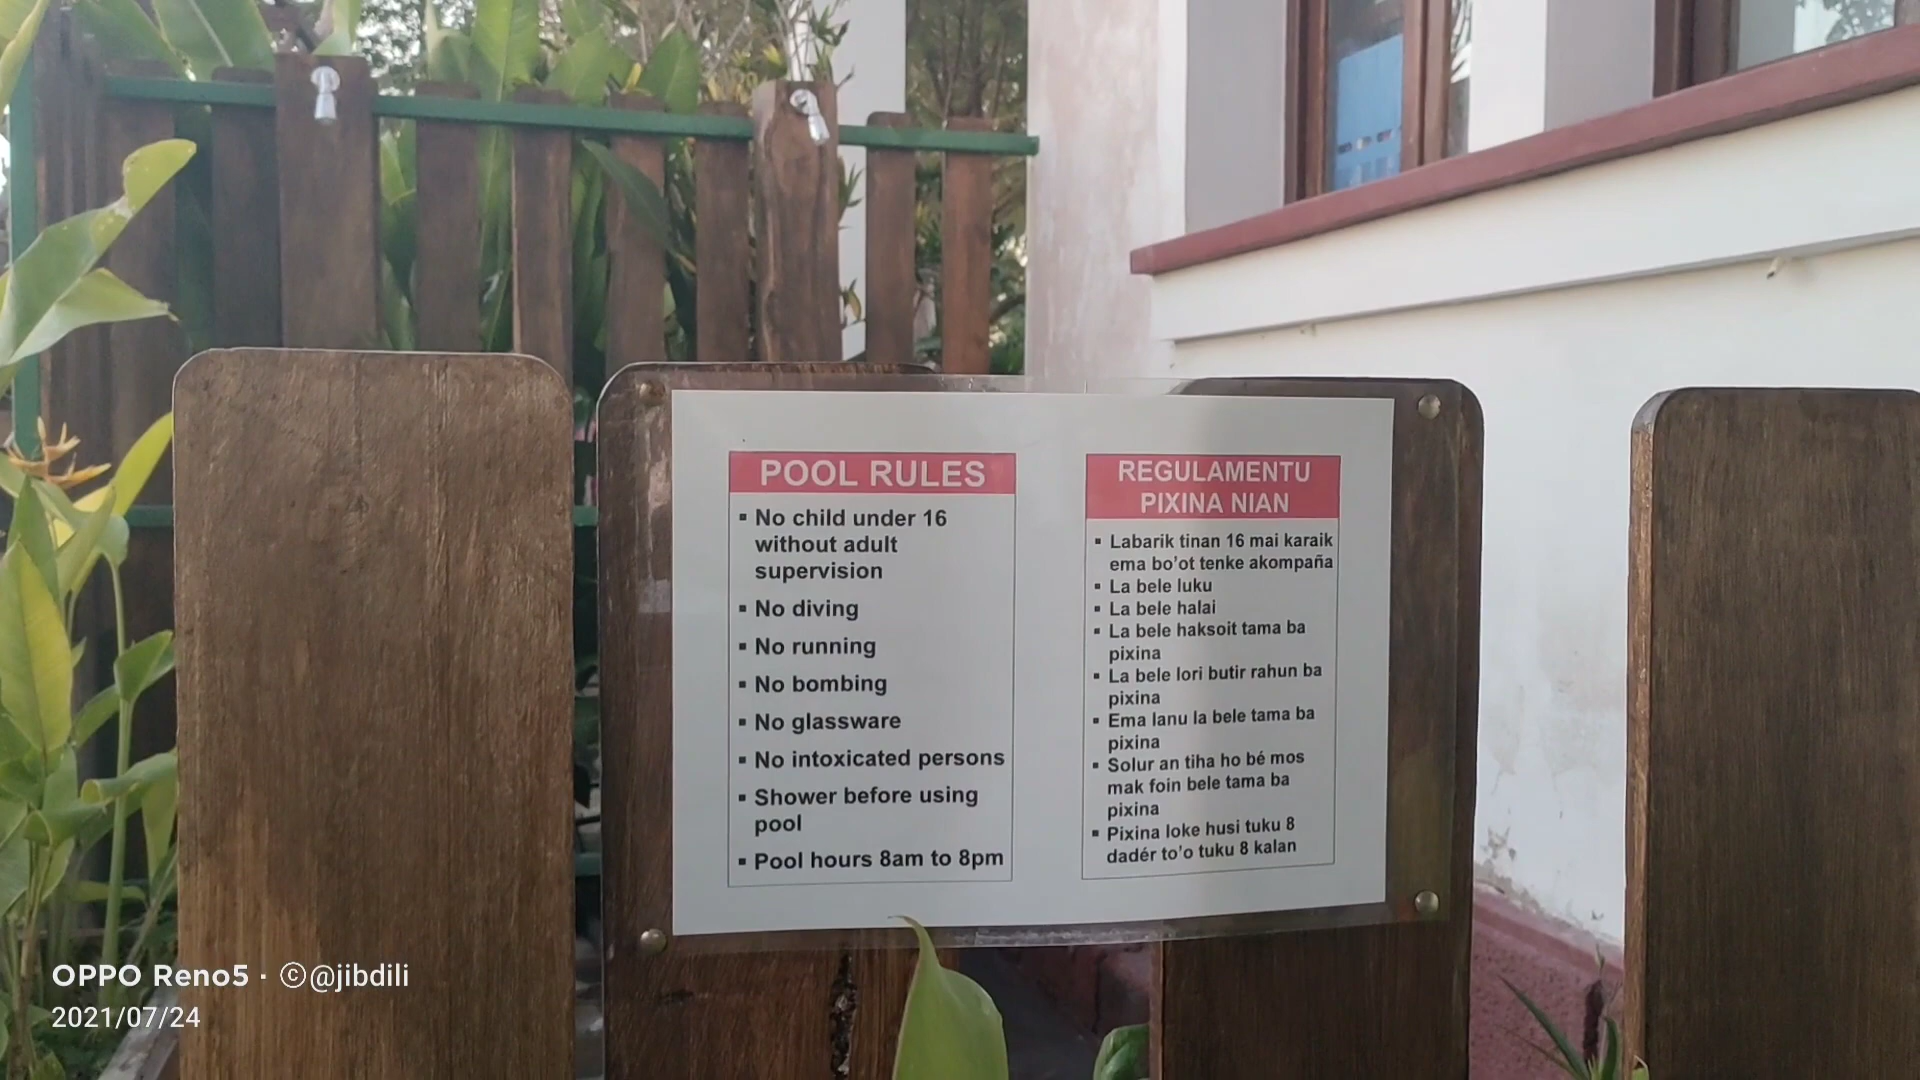 POOL RULES
▪ No child under 16
without adult
supervision
▪ No diving
▪ No running
▪ No bombing
▪ No glassware
▪ No intoxicated persons
▪ Shower before using
pool
▪ Pool hours 8am to 8pm
REGULAMENTU
PIXINA NIAN
▪ Labarik tinan 16 mai karaik
ema bo'ot tenke akompaña
▪ La bele luku
▪ La bele halai
▪ La bele haksoit tama ba
pixina
▪ La bele lori butir rahun ba
pixina
▪ Ema lanu la bele tama ba
pixina
▪ Solur an tiha ho bé mos
mak foin bele tama ba
pixina
▪ Pixina loke husi tuku 8
dadér to'o tuku 8 kalan
OPPO Reno5 · ©@jibdili
2021/07/24